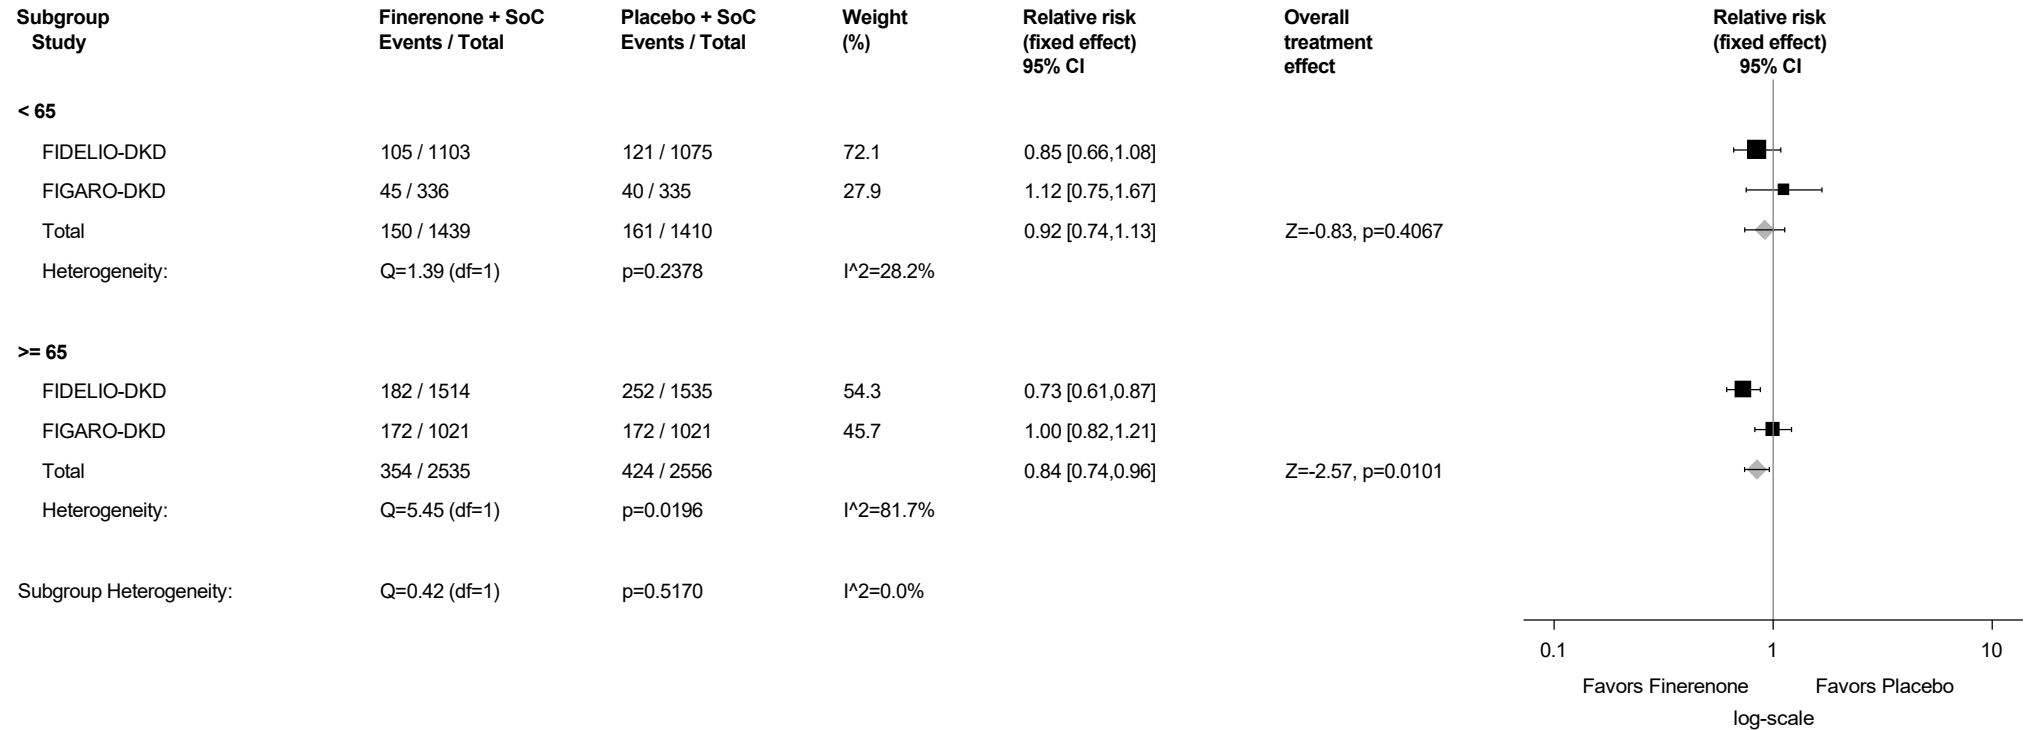 Subgroup Finerenone + SoC Placebo + SoC Weight Relative risk Overall Relative risk
Study Events / Total Events / Total (%) (fixed effect) treatment (fixed effect)
95% CI effect 95% CI
< 65
FIDELIO-DKD 105 / 1103 121 / 1075 72.1 0.85 [0.66,1.08]
FIGARO-DKD 45 / 336 40 / 335 27.9 1.12 [0.75,1.67]
Total 150 / 1439 161 / 1410 0.92 [0.74,1.13] Z=-0.83, p=0.4067
Heterogeneity: Q=1.39 (df=1) p=0.2378 I^2=28.2%
>= 65
FIDELIO-DKD 182 / 1514 252 / 1535 54.3 0.73 [0.61,0.87]
FIGARO-DKD 172 / 1021 172 / 1021 45.7 1.00 [0.82,1.21]
Total 354 / 2535 424 / 2556 0.84 [0.74,0.96] Z=-2.57, p=0.0101
Heterogeneity: Q=5.45 (df=1) p=0.0196 I^2=81.7%
Subgroup Heterogeneity: Q=0.42 (df=1) p=0.5170 I^2=0.0%
0.1 1 10
Favors Finerenone Favors Placebo
log-scale